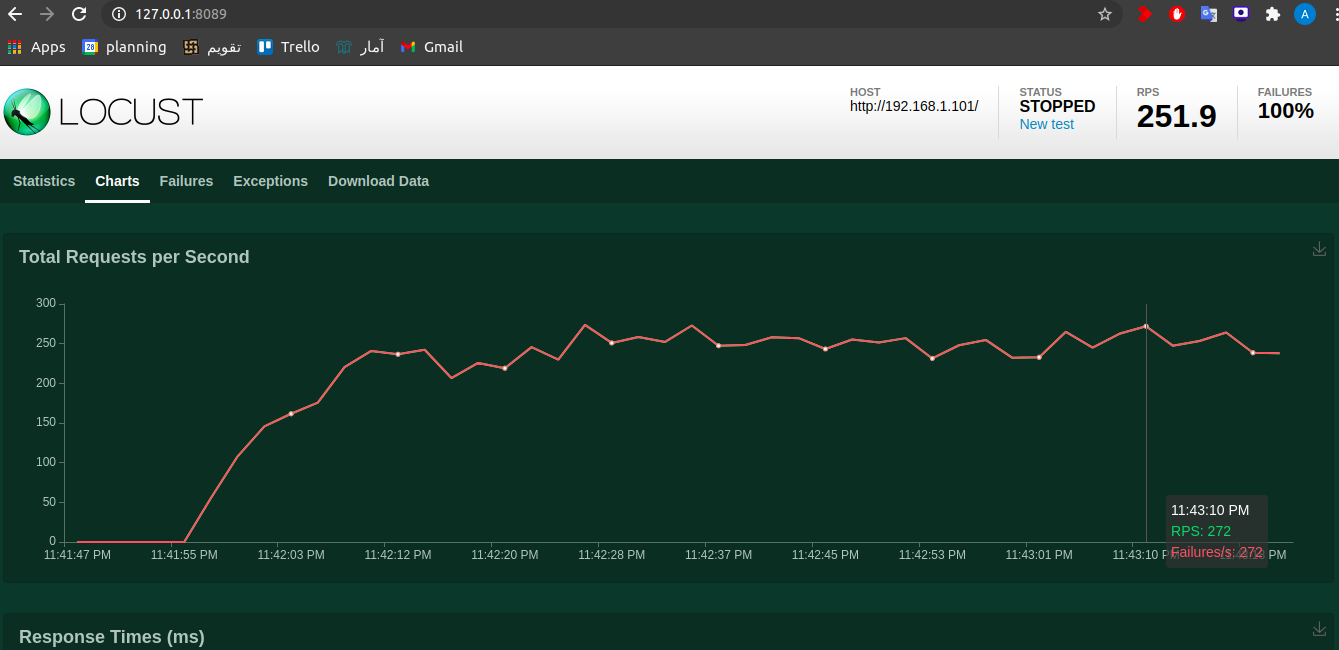 127.0.0.1:8089
A
Apps 28 planning تقویم Trello آمار Gmail
LOCUST
HOST
http://192.168.1.101/
STATUS
STOPPED
New test
RPS
251.9
FAILURES
100%
Statistics Charts Failures Exceptions Download Data
Total Requests per Second
300
250
200
150
100
50
0
11:41:47 PM 11:41:55 PM 11:42:03 PM 11:42:12 PM 11:42:20 PM 11:42:28 PM 11:42:37 PM 11:42:45 PM 11:42:53 PM 11:43:01 PM 11:43:10 PM
11:43:10 PM
RPS: 272
Failures/s: 272
Response Times (ms)